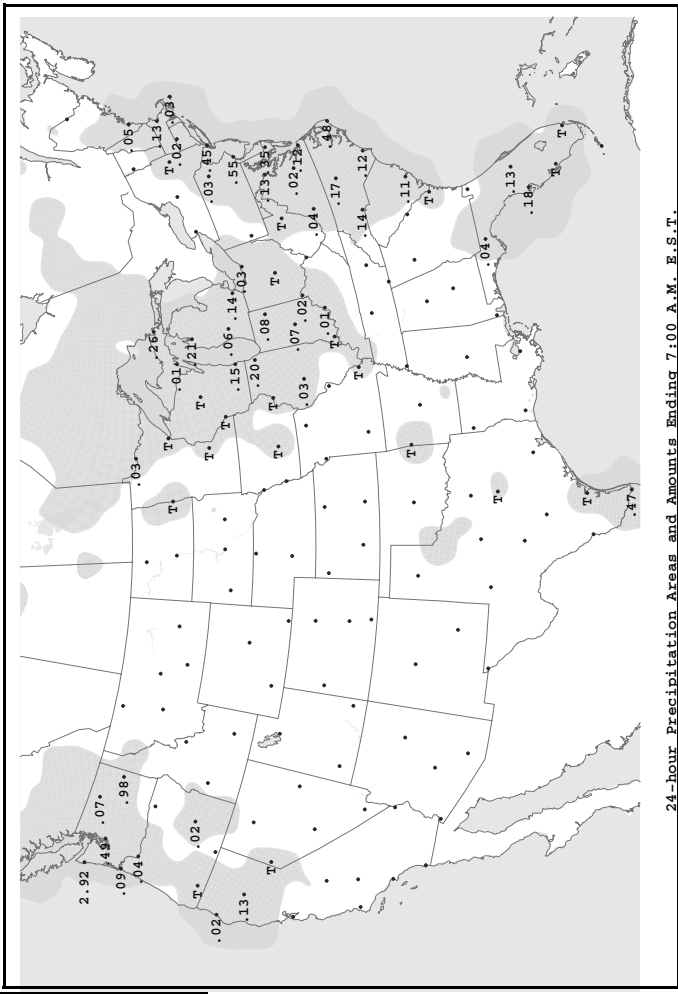 24-hour Precipitation Areas and Amounts Ending 7:00 A.M. E.S.T.
2.92
.49
.07
.98
.09
.04
.02
T
.02
.13
T
.03
T
T
T
T
T
T
T
T
T
.47
.26
.21
.01
.14
.06
.15
.20
.03
T
.08
.07
.02
.01
T
.03
T
T
.05
.13
.03
.02
T
.45
.03
.55
.35
.13
.12
.02
T
.04
.48
.17
.12
.14
.11
T
.04
.13
.18
T
T